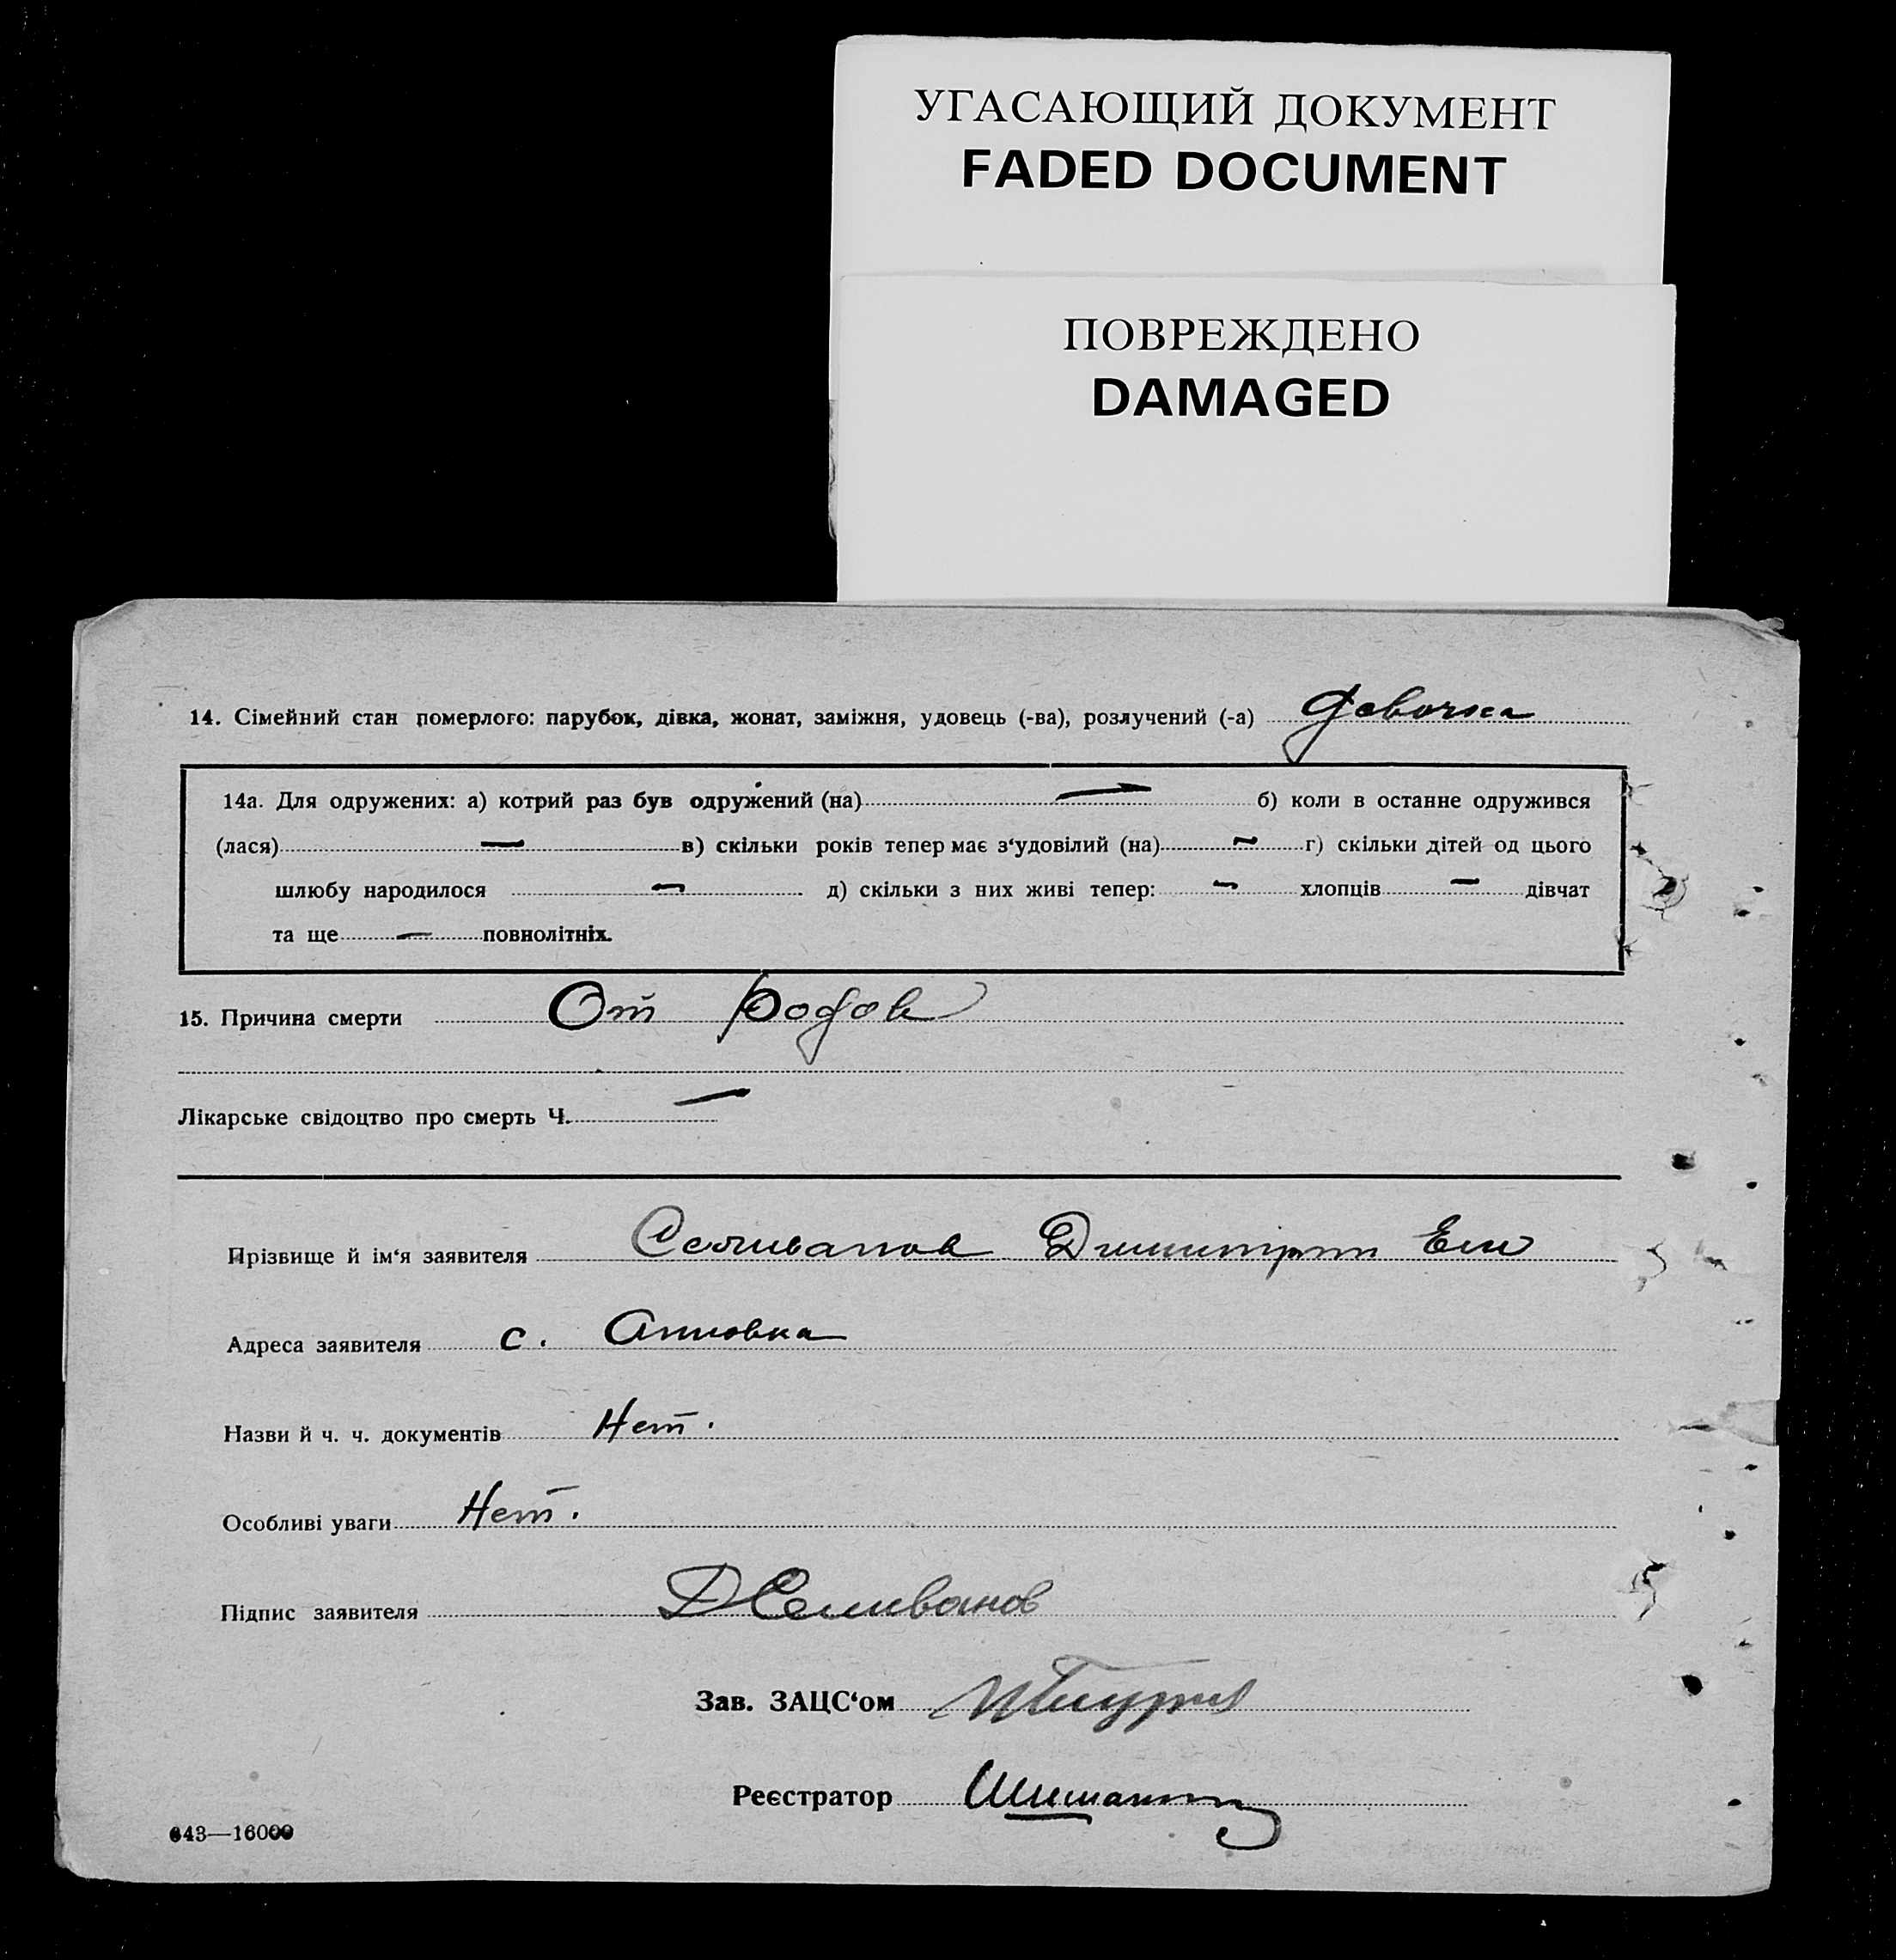 УГАСАЮЩИЙ ДОКУМЕНТ
FADED DOCUMENT
ПОВРЕЖДЕНО
DAMAGED
14. Сімейний стан померлого: парубок, дівка, жонат, заміжня, удовець (-ва), розлучений (-а) девочка
14а. Для одружених: а) котрий раз був одружений (на) — б) коли в останне одружився
(лася) — в) скільки років тепер має з‘удовілий (на) — г) скільки дітей од цього
шлюбу народилося — д) скільки з них живі тепер: — хлопців — дівчат
та ще — повнолітніх.
15. Причина смерти От Родов
Лікарське свідоцтво про смерть Ч. —
Прізвище й ім‘я заявителя Селиванов Димитрий
Адреса заявителя с. Анновка
Назви й ч. ч. документів Нет.
Особливі уваги Нет.
Підпис заявителя ДСеливанов
Зав. ЗАЦС‘ом
Реєстратор
643—16000